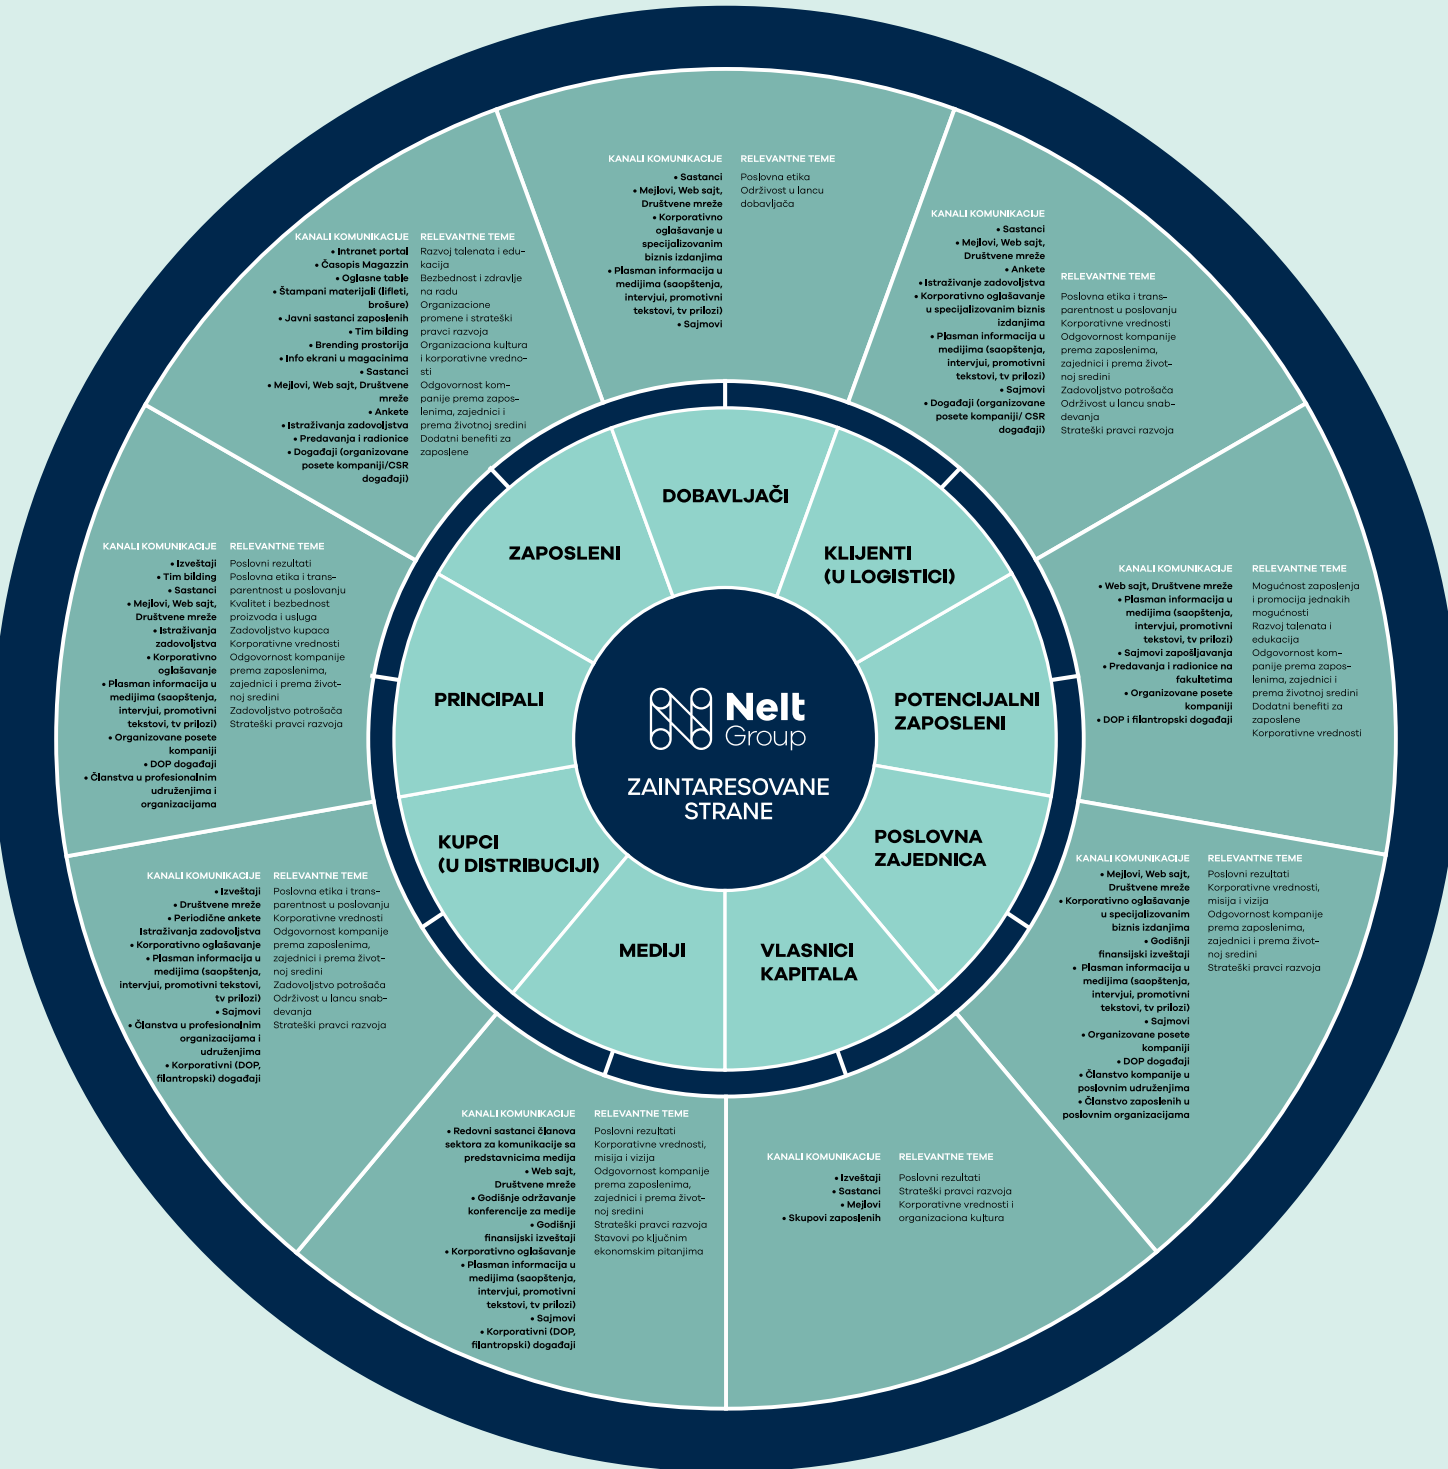 Nelt
Group
ZAINTARESOVANE
STRANE
DOBAVLJAČI
KANALI KOMUNIKACIJE
• Sastanci
• Mejlovi, Web sajt,
Društvene mreže
• Korporativno
oglašavanje u
specijalizovanim
biznis izdanjima
• Plasman informacija u
medijima (saopštenja,
intervjui, promotivni
tekstovi, tv prilozi)
• Sajmovi
RELEVANTNE TEME
Poslovna etika
Održivost u lancu
dobavljača
KLIJENTI
(U LOGISTICI)
KANALI KOMUNIKACIJE
• Sastanci
• Mejlovi, Web sajt,
Društvene mreže
• Ankete
• Istraživanje zadovoljstva
• Korporativno oglašavanje
u specijalizovanim biznis
izdanjima
• Plasman informacija u
medijima (saopštenja,
intervjui, promotivni
tekstovi, tv prilozi)
• Sajmovi
• Događaji (organizovane
posete kompaniji/ CSR
događaji)
RELEVANTNE TEME
Poslovna etika i trans–
parentnost u poslovanju
Korporativne vrednosti
Odgovornost kompanije
prema zaposlenima,
zajednici i prema život–
noj sredini
Zadovoljstvo potrošača
Održivost u lancu snab–
devanja
Strateški pravci razvoja
POTENCIJALNI
ZAPOSLENI
KANALI KOMUNIKACIJE
• Web sajt, Društvene mreže
• Plasman informacija u
medijima (saopštenja,
intervjui, promotivni
tekstovi, tv prilozi)
• Sajmovi zapošljavanja
• Predavanja i radionice na
fakultetima
• Organizovane posete
kompaniji
• DOP i filantropski događaji
RELEVANTNE TEME
Mogućnost zaposlenja
i promocija jednakih
mogućnosti
Razvoj talenata i
edukacija
Odgovornost kom–
panije prema zapos–
lenima, zajednici i
prema životnoj sredini
Dodatni benefiti za
zaposlene
Korporativne vrednosti
POSLOVNA
ZAJEDNICA
KANALI KOMUNIKACIJE
• Mejlovi, Web sajt,
Društvene mreže
• Korporativno oglašavanje
u specijalizovanim
biznis izdanjima
• Godišnji
finansijski izveštaji
• Plasman informacija u
medijima (saopštenja,
intervjui, promotivni
tekstovi, tv prilozi)
• Sajmovi
• Organizovane posete
kompaniji
• DOP događaji
• Članstvo kompanije u
poslovnim udruženjima
• Članstvo zaposlenih u
poslovnim organizacijama
RELEVANTNE TEME
Poslovni rezultati
Korporativne vrednosti,
misija i vizija
Odgovornost kompanije
prema zaposlenima,
zajednici i prema život–
noj sredini
Strateški pravci razvoja
VLASNICI
KAPITALA
KANALI KOMUNIKACIJE
• Izveštaji
• Sastanci
• Mejlovi
• Skupovi zaposlenih
RELEVANTNE TEME
Poslovni rezultati
Strateški pravci razvoja
Korporativne vrednosti i
organizaciona kultura
MEDIJI
KANALI KOMUNIKACIJE
• Redovni sastanci članova
sektora za komunikacije sa
predstavnicima medija
• Web sajt,
Društvene mreže
• Godišnje održavanje
konferencije za medije
• Godišnji
finansijski izveštaji
• Korporativno oglašavanje
• Plasman informacija u
medijima (saopštenja,
intervjui, promotivni
tekstovi, tv prilozi)
• Sajmovi
• Korporativni (DOP,
filantropski) događaji
RELEVANTNE TEME
Poslovni rezultati
Korporativne vrednosti,
misija i vizija
Odgovornost kompanije
prema zaposlenima,
zajednici i prema život–
noj sredini
Strateški pravci razvoja
Stavovi po ključnim
ekonomskim pitanjima
KUPCI
(U DISTRIBUCIJI)
KANALI KOMUNIKACIJE
• Izveštaji
• Društvene mreže
• Periodične ankete
Istraživanja zadovoljstva
• Korporativno oglašavanje
• Plasman informacija u
medijima (saopštenja,
intervjui, promotivni tekstovi,
tv prilozi)
• Sajmovi
• Članstva u profesionalnim
organizacijama i
udruženjima
• Korporativni (DOP,
filantropski) događaji
RELEVANTNE TEME
Poslovna etika i trans–
parentnost u poslovanju
Korporativne vrednosti
Odgovornost kompanije
prema zaposlenima,
zajednici i prema život–
noj sredini
Zadovoljstvo potrošača
Održivost u lancu snab–
devanja
Strateški pravci razvoja
PRINCIPALI
KANALI KOMUNIKACIJE
• Izveštaji
• Tim bilding
• Sastanci
• Mejlovi, Web sajt,
Društvene mreže
• Istraživanja
zadovoljstva
• Korporativno
oglašavanje
• Plasman informacija u
medijima (saopštenja,
intervjui, promotivni
tekstovi, tv prilozi)
• Organizovane posete
kompaniji
• DOP događaji
• Članstva u profesionalnim
udruženjima i
organizacijama
RELEVANTNE TEME
Poslovni rezultati
Poslovna etika i trans–
parentnost u poslovanju
Kvalitet i bezbednost
proizvoda i usluga
Zadovoljstvo kupaca
Korporativne vrednosti
Odgovornost kompanije
prema zaposlenima,
zajednici i prema život–
noj sredini
Zadovoljstvo potrošača
Strateški pravci razvoja
ZAPOSLENI
KANALI KOMUNIKACIJE
• Intranet portal
• Časopis Magazzin
• Oglasne table
• Štampani materijali (lifleti,
brošure)
• Javni sastanci zaposlenih
• Tim bilding
• Brending prostorija
• Info ekrani u magacinima
• Sastanci
• Mejlovi, Web sajt, Društvene
mreže
• Ankete
• Istraživanja zadovoljstva
• Predavanja i radionice
• Događaji (organizovane
posete kompaniji/CSR
događaji)
RELEVANTNE TEME
Razvoj talenata i edu–
kacija
Bezbednost i zdravlje
na radu
Organizacione
promene i strateški
pravci razvoja
Organizaciona kultura
i korporativne vredno–
sti
Odgovornost kom–
panije prema zapos–
lenima, zajednici i
prema životnoj sredini
Dodatni benefiti za
zaposlene